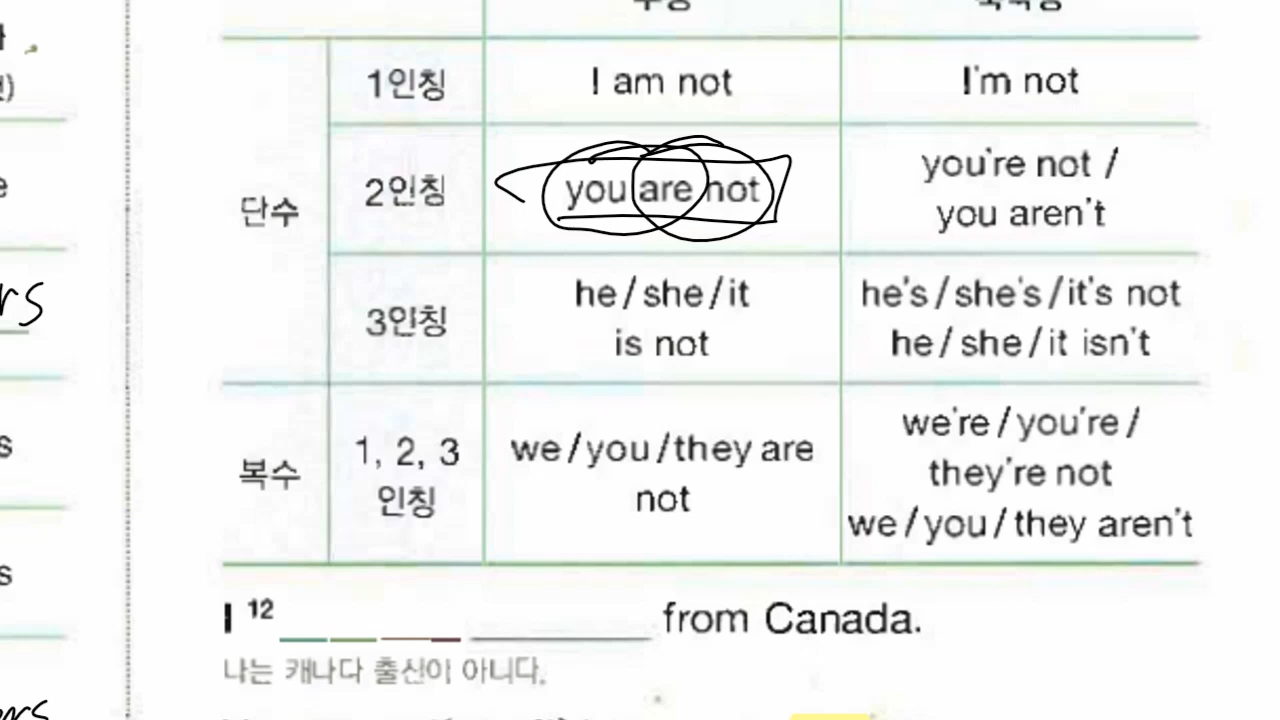 1인칭 I am not I'm not
단수 2인칭 you are not you're not /
you aren't
3인칭 he / she / it
is not he's / she's / it's not
he / she / it isn't
복수 1, 2, 3
인칭 we / you / they are
not we're / you're /
they're not
we / you / they aren't
I 12 ____ ____ from Canada.
나는 캐나다 출신이 아니다.
rs
s
s